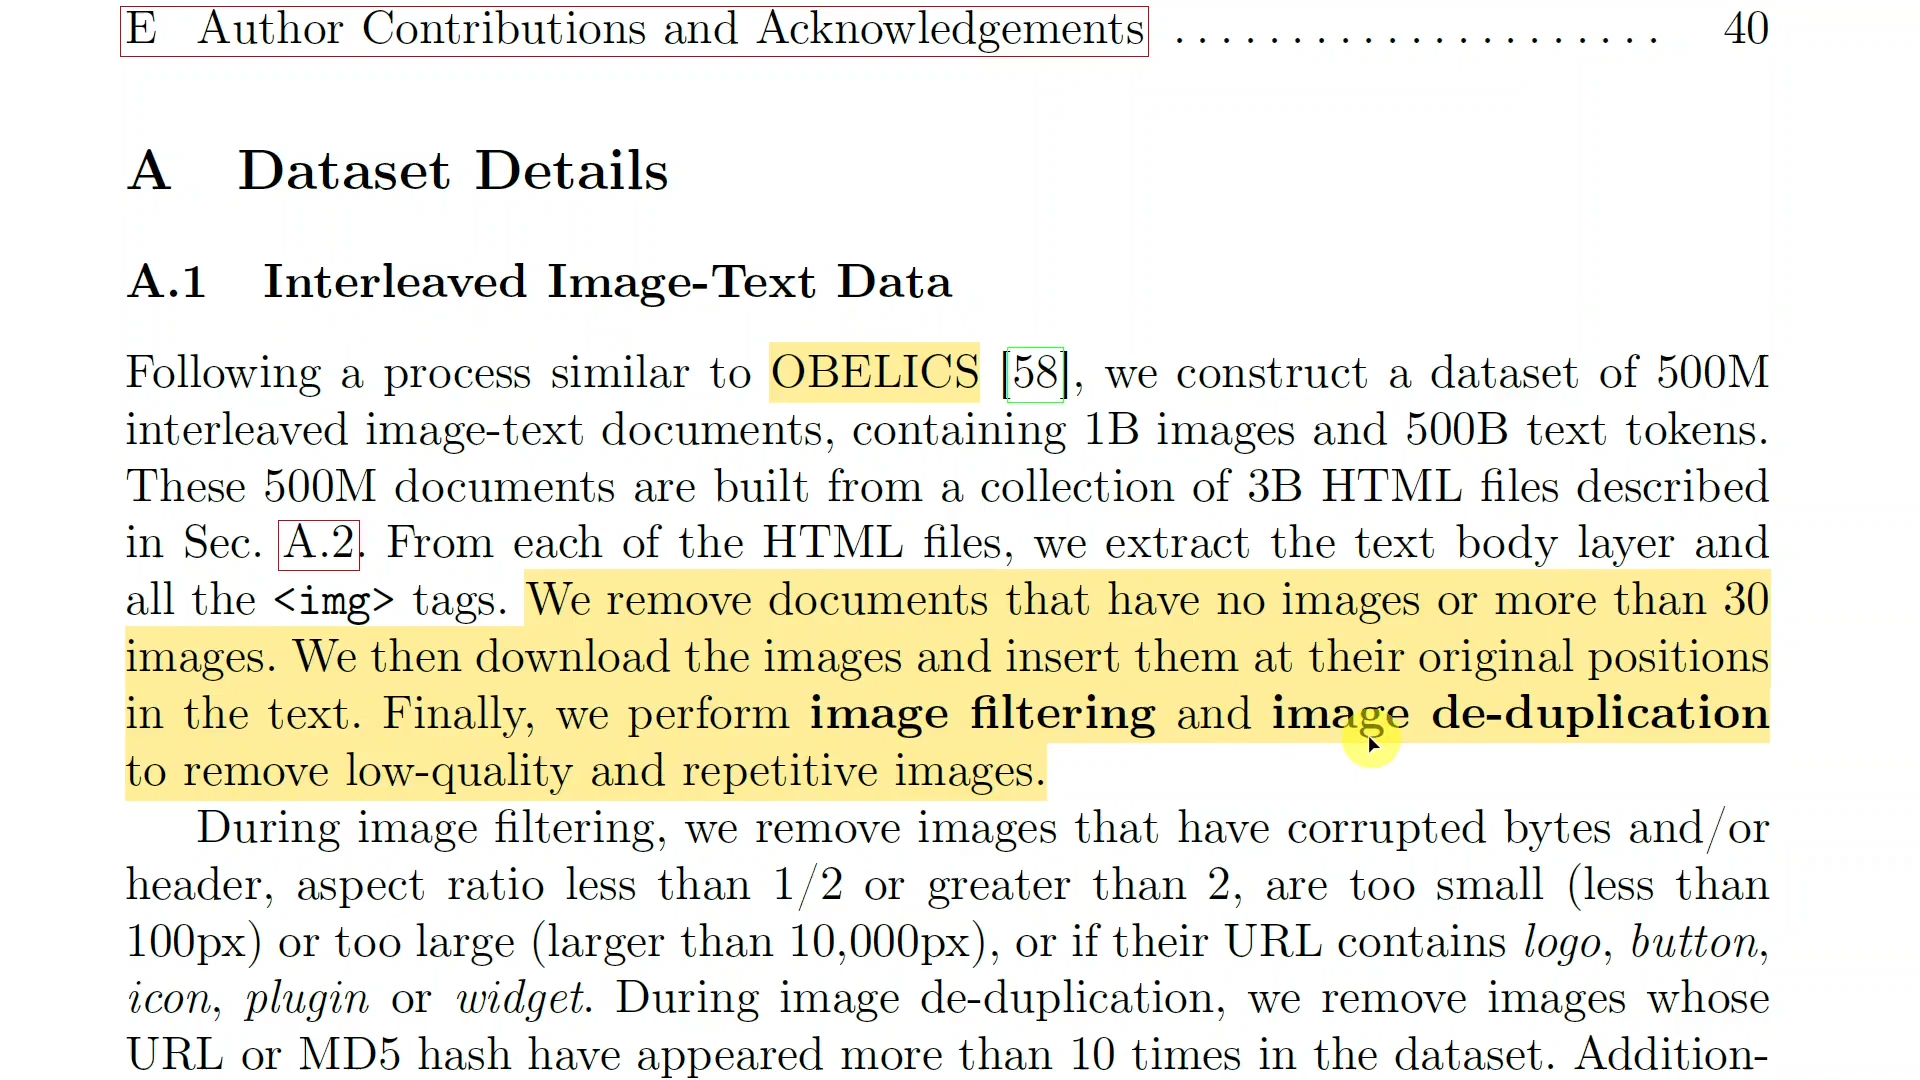 E Author Contributions and Acknowledgements . . . . . . . . . . . . . . . . . . . . . 40
A Dataset Details
A.1 Interleaved Image-Text Data
Following a process similar to OBELICS [58], we construct a dataset of 500M
interleaved image-text documents, containing 1B images and 500B text tokens.
These 500M documents are built from a collection of 3B HTML files described
in Sec. A.2. From each of the HTML files, we extract the text body layer and
all the <img> tags. We remove documents that have no images or more than 30
images. We then download the images and insert them at their original positions
in the text. Finally, we perform image filtering and image de-duplication
to remove low-quality and repetitive images.
During image filtering, we remove images that have corrupted bytes and/or
header, aspect ratio less than 1/2 or greater than 2, are too small (less than
100px) or too large (larger than 10,000px), or if their URL contains logo, button,
icon, plugin or widget. During image de-duplication, we remove images whose
URL or MD5 hash have appeared more than 10 times in the dataset. Addition-